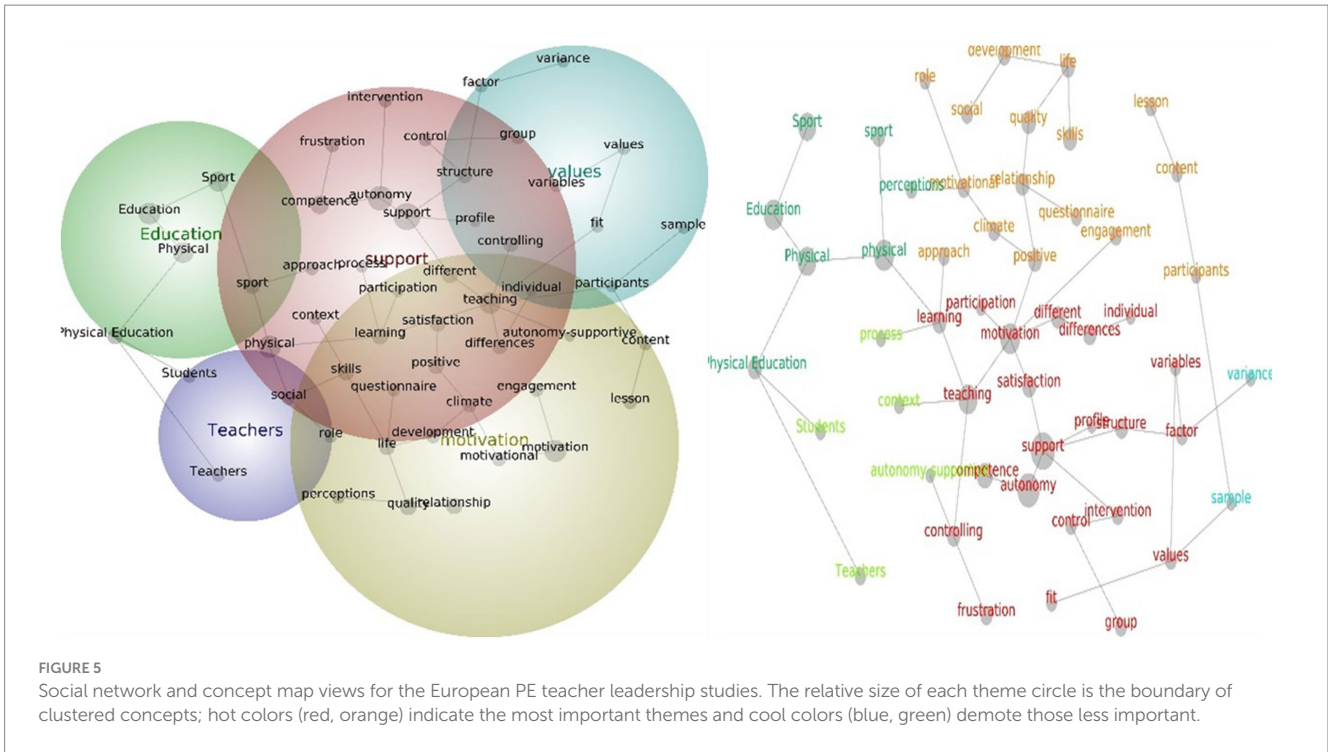 variance
factor
intervention
control
group
frustration
values
structure
values
variables
Sport
competence
autonomy
Education
support
profile
fit
sample
Education
Physical
controlling
support
approach
process
different
sport
participation
individual
participants
teaching
context
satisfaction
hysical Education
learning
autonomy-supportive
physical
differences
content
positive
Students
skills
questionnaire
engagement
social
climate
lesson
Teachers
role
development
motivation
life
motivation
motivational
Teachers
perceptions
quality
relationship
development
life
role
lesson
social
quality
Sport
sport
skills
content
perceptions
motivational
relationship
Education
questionnaire
climate
engagement
Physical
physical
approach
positive
participants
participation
learning
different
individual
process
motivation
differences
hysical Education
variables
variance
satisfaction
context
teaching
Students
profile
structure
factor
support
autonomy-supportive
ompetence
autonomy
sample
intervention
control
controlling
values
Teachers
fit
frustration
group
FIGURE 5
Social network and concept map views for the European PE teacher leadership studies. The relative size of each theme circle is the boundary of
clustered concepts; hot colors (red, orange) indicate the most important themes and cool colors (blue, green) demote those less important.